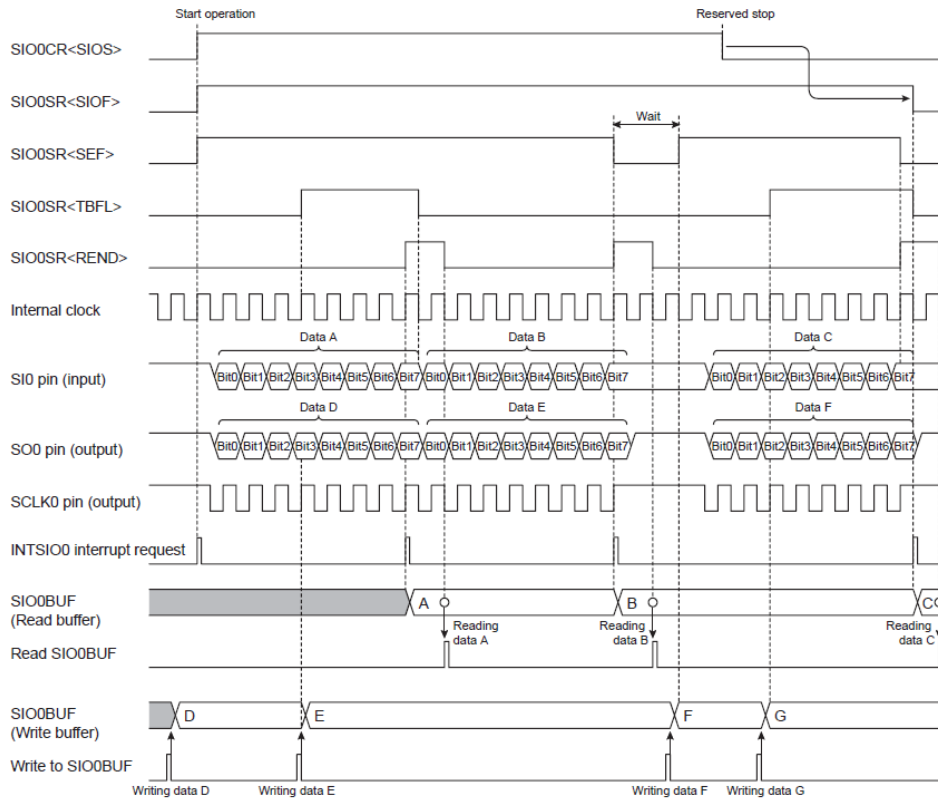 Start operation Reserved stop
SIO0CR<SIOS>
SIO0SR<SIOF>
Wait
SIO0SR<SEF>
SIO0SR<TBFL>
SIO0SR<REND>
Internal clock
Data A Data B Data C
SI0 pin (input) Bit0 Bit1 Bit2 Bit3 Bit4 Bit5 Bit6 Bit7 Bit0 Bit1 Bit2 Bit3 Bit4 Bit5 Bit6 Bit7 Bit0 Bit1 Bit2 Bit3 Bit4 Bit5 Bit6 Bit7
Data D Data E Data F
SO0 pin (output) Bit0 Bit1 Bit2 Bit3 Bit4 Bit5 Bit6 Bit7 Bit0 Bit1 Bit2 Bit3 Bit4 Bit5 Bit6 Bit7 Bit0 Bit1 Bit2 Bit3 Bit4 Bit5 Bit6 Bit7
SCLK0 pin (output)
INTSIO0 interrupt request
SIO0BUF A B C
(Read buffer)
Reading Reading Reading
data A data B data C
Read SIO0BUF
SIO0BUF D E F G
(Write buffer)
Write to SIO0BUF
Writing data D Writing data E Writing data F Writing data G